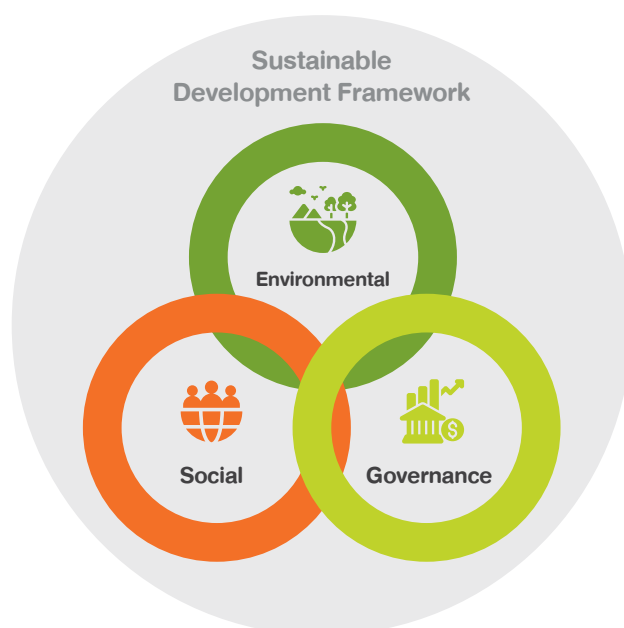 Sustainable
Development Framework
Environmental
Social
Governance
$